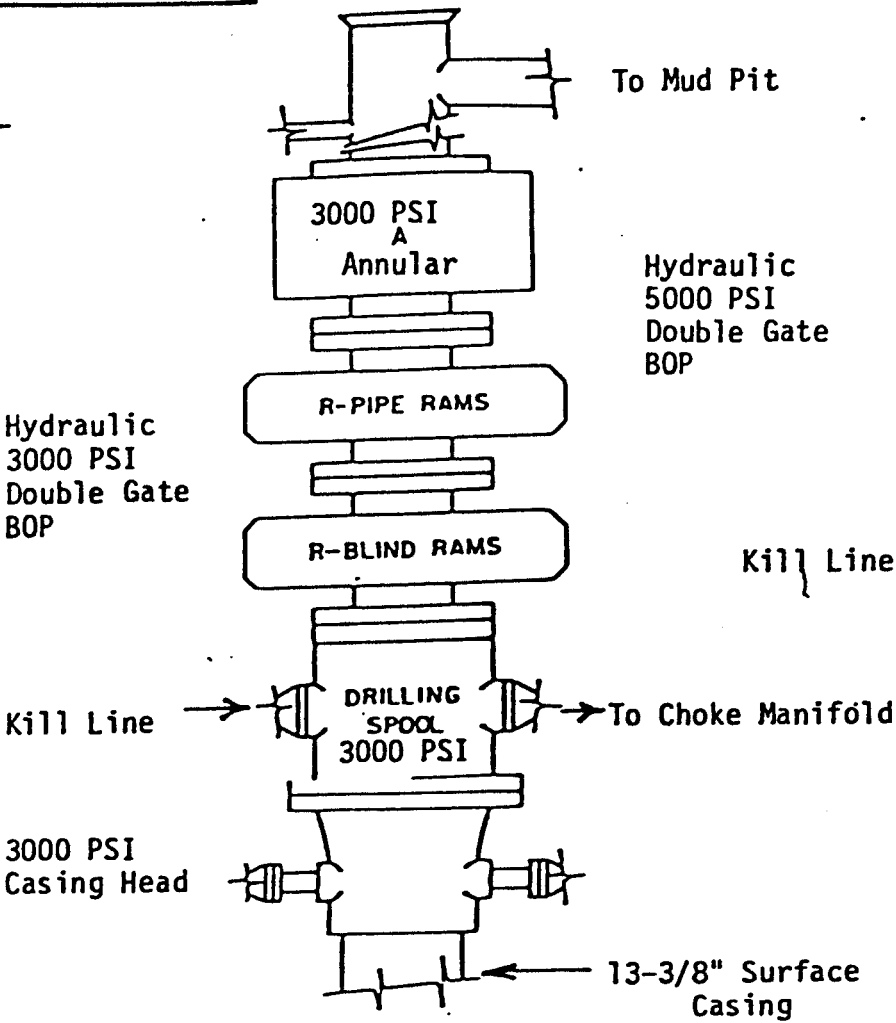 To Mud Pit
3000 PSI
A
Annular
Hydraulic
5000 PSI
Double Gate
BOP
R-PIPE RAMS
Hydraulic
3000 PSI
Double Gate
BOP
R-BLIND RAMS
Kill Line
Kill Line
DRILLING
SPOOL
3000 PSI
To Choke Manifold
3000 PSI
Casing Head
13-3/8" Surface
Casing